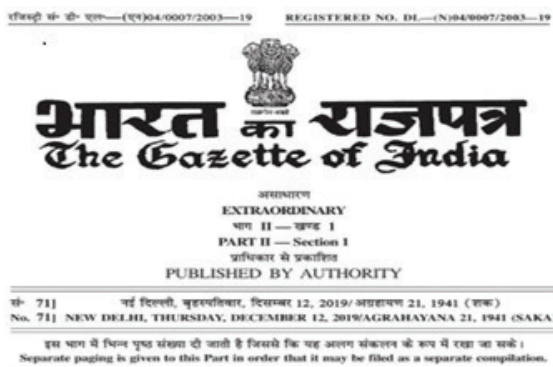 रजिस्ट्री सं॰ डी॰ एल॰—(एन)04/0007/2003—19 REGISTERED NO. DL—(N)04/0007/2003—19
सत्यमेव जयते
भारत का राजपत्र
The Gazette of India
असाधारण
EXTRAORDINARY
भाग II — खण्ड 1
PART II — Section 1
प्राधिकार से प्रकाशित
PUBLISHED BY AUTHORITY
सं॰ 71] नई दिल्ली, बृहस्पतिवार, दिसम्बर 12, 2019/अग्रहायण 21, 1941 (शक)
No. 71] NEW DELHI, THURSDAY, DECEMBER 12, 2019/AGRAHAYANA 21, 1941 (SAKA
इस भाग में भिन्न पृष्ठ संख्या दी जाती है जिससे कि यह अलग संकलन के रूप में रखा जा सके।
Separate paging is given to this Part in order that it may be filed as a separate compilation.